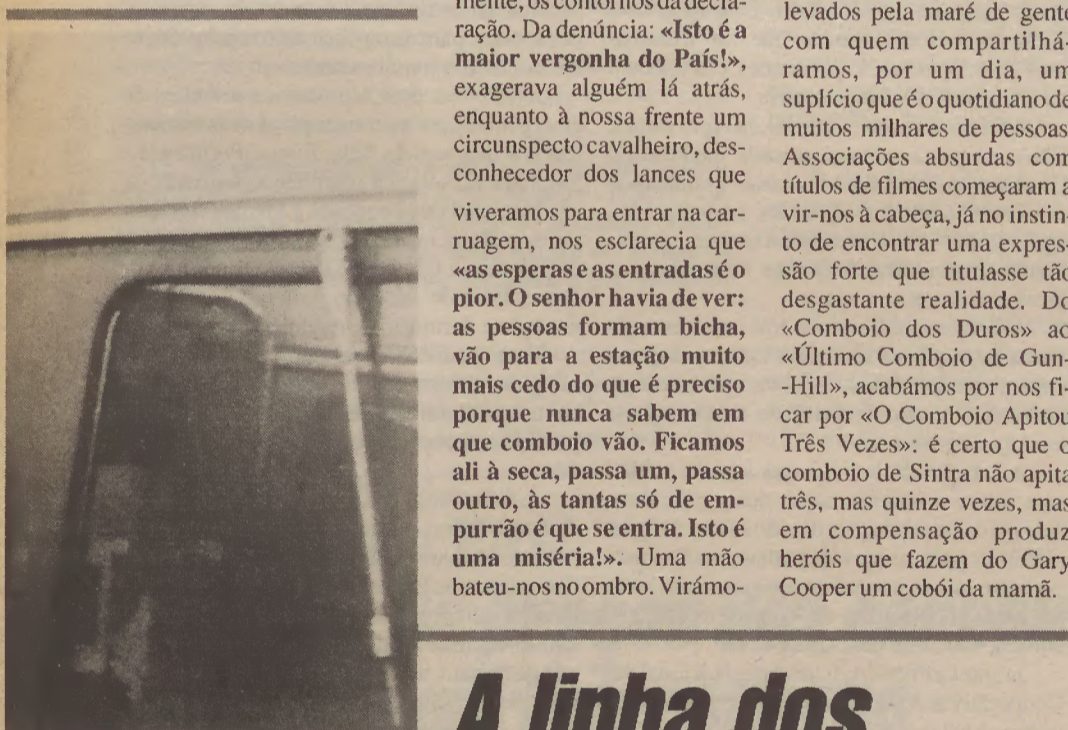 mente, os contornos da decla-
ração. Da denúncia: «Isto é a
maior vergonha do País!»,
exagerava alguém lá atrás,
enquanto à nossa frente um
circunspecto cavalheiro, des-
conhecedor dos lances que
viveramos para entrar na car-
ruagem, nos esclarecia que
«as esperas e as entradas é o
pior. O senhor havia de ver:
as pessoas formam bicha,
vão para a estação muito
mais cedo do que é preciso
porque nunca sabem em
que comboio vão. Ficamos
ali à seca, passa um, passa
outro, às tantas só de em-
purrão é que se entra. Isto é
uma miséria!». Uma mão
bateu-nos no ombro. Virámo-
levados pela maré de gente
com quem compartilhá-
ramos, por um dia, um
suplício que é o quotidiano de
muitos milhares de pessoas
Associações absurdas com
títulos de filmes começaram a
vir-nos à cabeça, já no instin-
to de encontrar uma expres-
são forte que titulasse tão
desgastante realidade. Do
«Comboio dos Duros» ao
«Último Comboio de Gun-
-Hill», acabámos por nos fi-
car por «O Comboio Apitou
Três Vezes»: é certo que o
comboio de Sintra não apita
três, mas quinze vezes, mas
em compensação produz
heróis que fazem do Gary
Cooper um cobói da mamã.
A linha dos